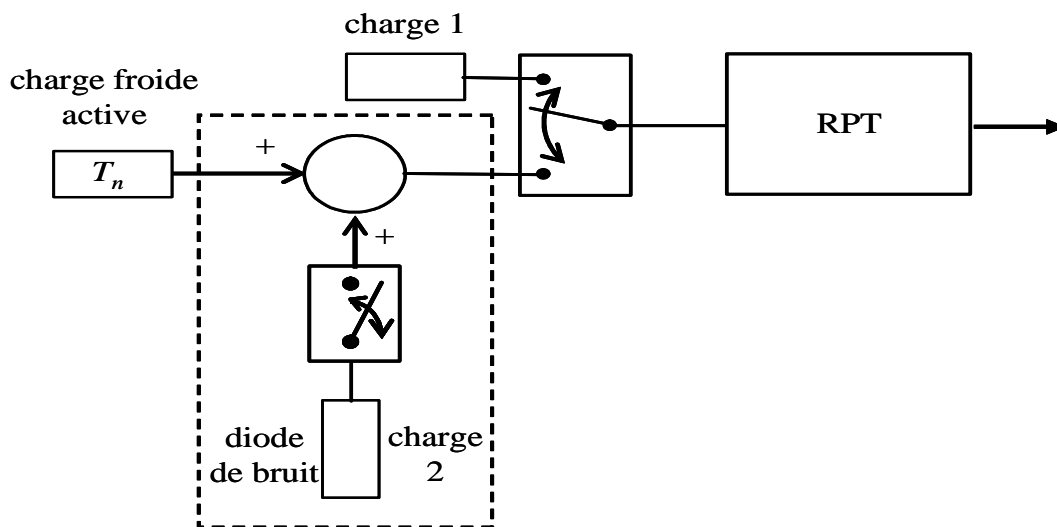 charge 1
charge froide
active
T_n
+
RPT
+
diode
de bruit
charge
2